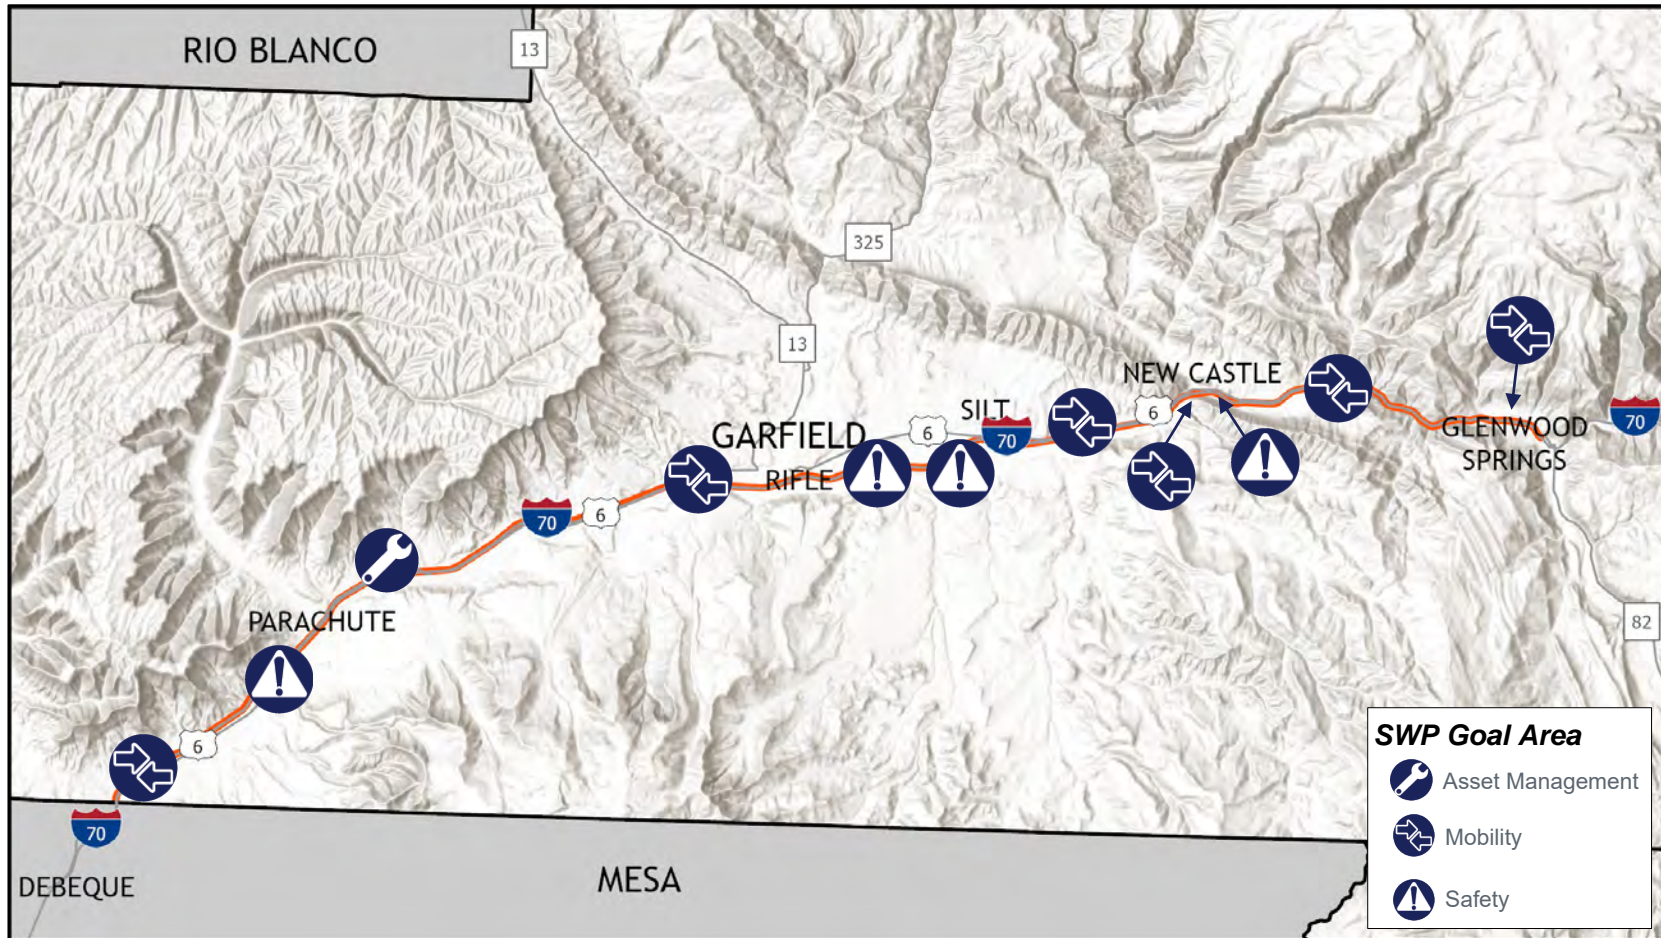 RIO BLANCO
13
325
13
NEW CASTLE
6
SILT
70
6
GARFIELD
RIFLE
70
GLENWOOD
SPRINGS
70
6
PARACHUTE
82
6
70
DEBEQUE
MESA
SWP Goal Area
Asset Management
Mobility
Safety